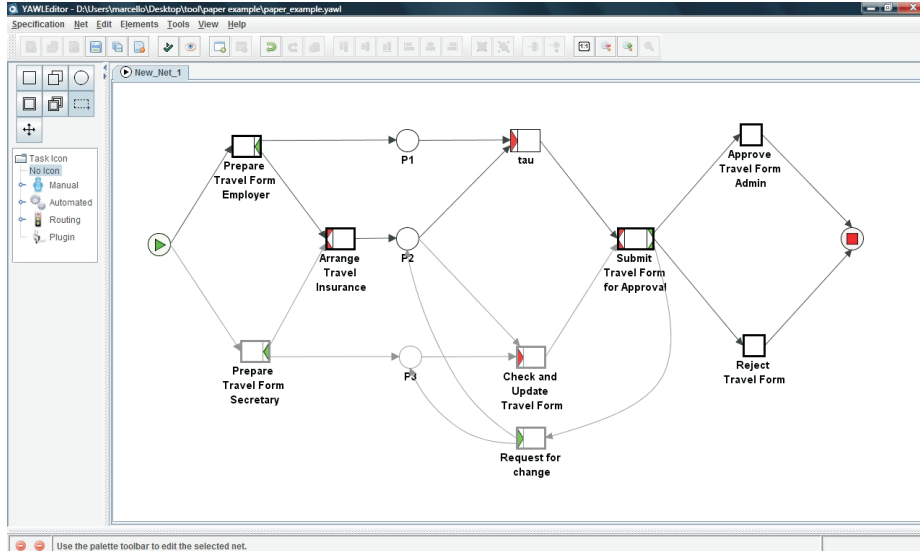 YAWLEditor - D:\Users\marcello\Desktop\tool\paper example\paper_example.yawl
Specification Net Edit Elements Tools View Help
New_Net_1
Task Icon
No Icon
Manual
Automated
Routing
Plugin
Prepare
Travel Form
Employer
P1
tau
Approve
Travel Form
Admin
Arrange
Travel
Insurance
P2
Submit
Travel Form
for Approval
Prepare
Travel Form
Secretary
P3
Check and
Update
Travel Form
Reject
Travel Form
Request for
change
Use the palette toolbar to edit the selected net.